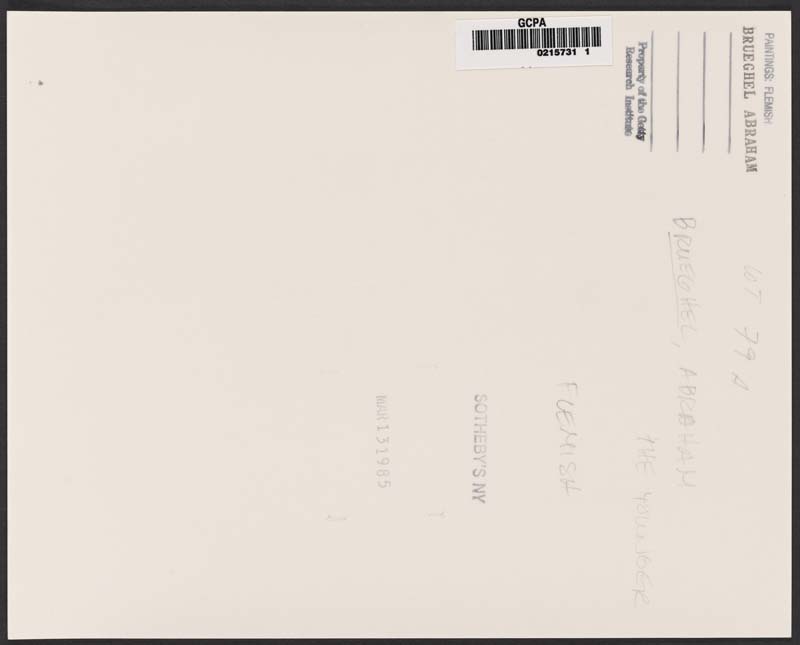 GCPA
0215731 1
PAINTINGS: FLEMISH
BRUEGHEL ABRAHAM
Property of the Getty
Research Institute
LOT 79 A
BRUEGHEL, ABRAHAM
THE YOUNGER
FLEMISH
SOTHEBY'S NY
MAR 13 1985